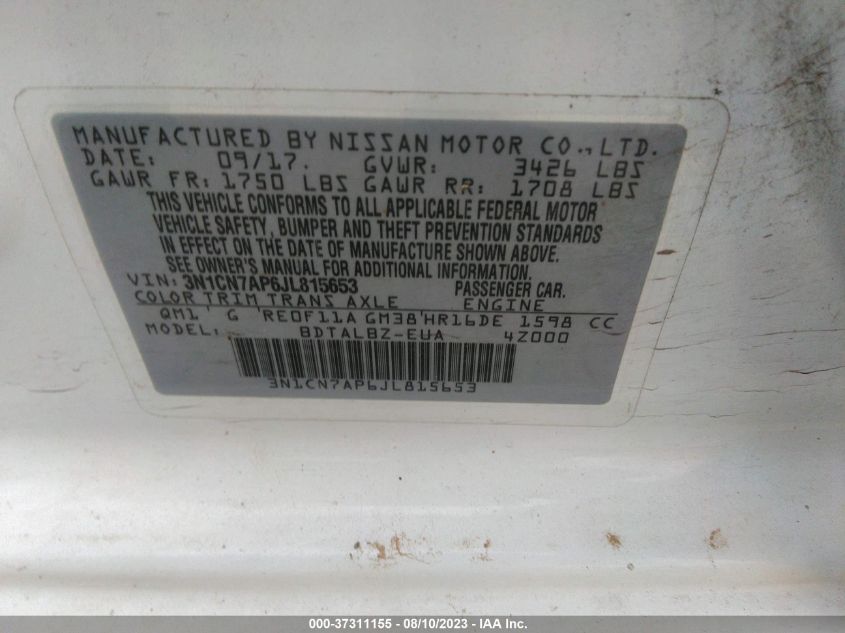 MANUFACTURED BY NISSAN MOTOR CO., LTD.
DATE: 09/17. GVWR: 3426 LBS
GAWR FR: 1750 LBS GAWR RR: 1708 LBS
THIS VEHICLE CONFORMS TO ALL APPLICABLE FEDERAL MOTOR
VEHICLE SAFETY, BUMPER AND THEFT PREVENTION STANDARDS
IN EFFECT ON THE DATE OF MANUFACTURE SHOWN ABOVE.
SEE OWNER'S MANUAL FOR ADDITIONAL INFORMATION.
VIN: 3N1CN7AP6JL815653 PASSENGER CAR.
COLOR TRIM TRANS AXLE ENGINE
QM1 G RE0F11A GM38 HR16DE 1598 CC
MODEL: BDTALBZ-EUA 4Z000
3N1CN7AP6JL815653
000-37311155 - 08/10/2023 - IAA Inc.